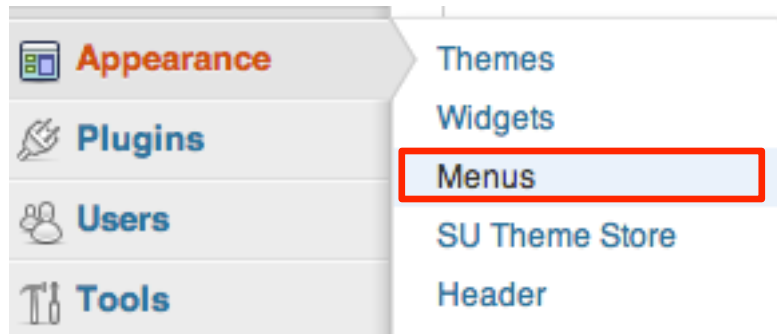 Appearance
Plugins
Users
Tools
Themes
Widgets
Menus
SU Theme Store
Header